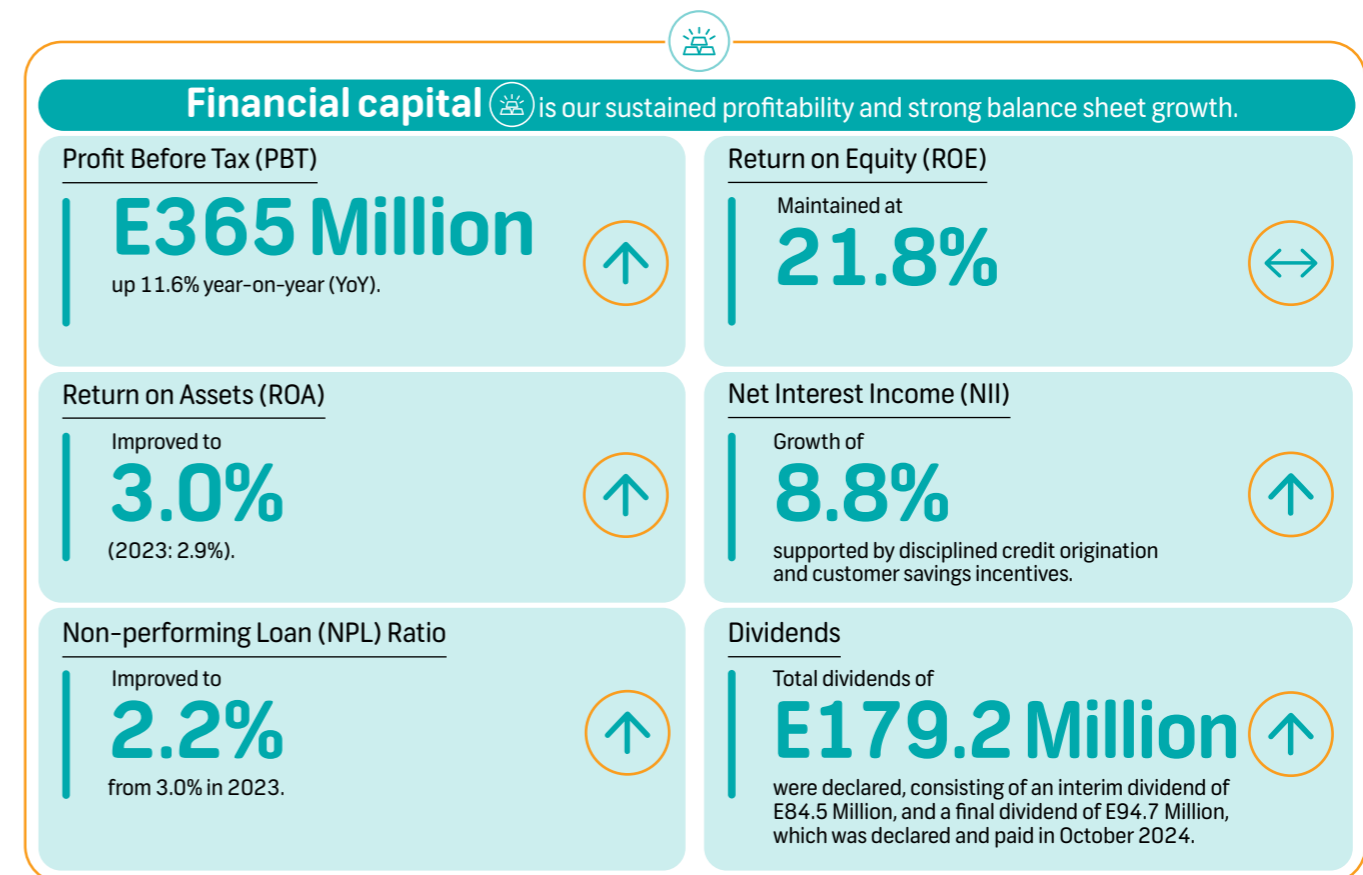 Financial capital is our sustained profitability and strong balance sheet growth.
Profit Before Tax (PBT)
E365 Million
up 11.6% year-on-year (YoY).
Return on Equity (ROE)
Maintained at
21.8%
Return on Assets (ROA)
Improved to
3.0%
(2023: 2.9%).
Net Interest Income (NII)
Growth of
8.8%
supported by disciplined credit origination
and customer savings incentives.
Non-performing Loan (NPL) Ratio
Improved to
2.2%
from 3.0% in 2023.
Dividends
Total dividends of
E179.2 Million
were declared, consisting of an interim dividend of
E84.5 Million, and a final dividend of E94.7 Million,
which was declared and paid in October 2024.